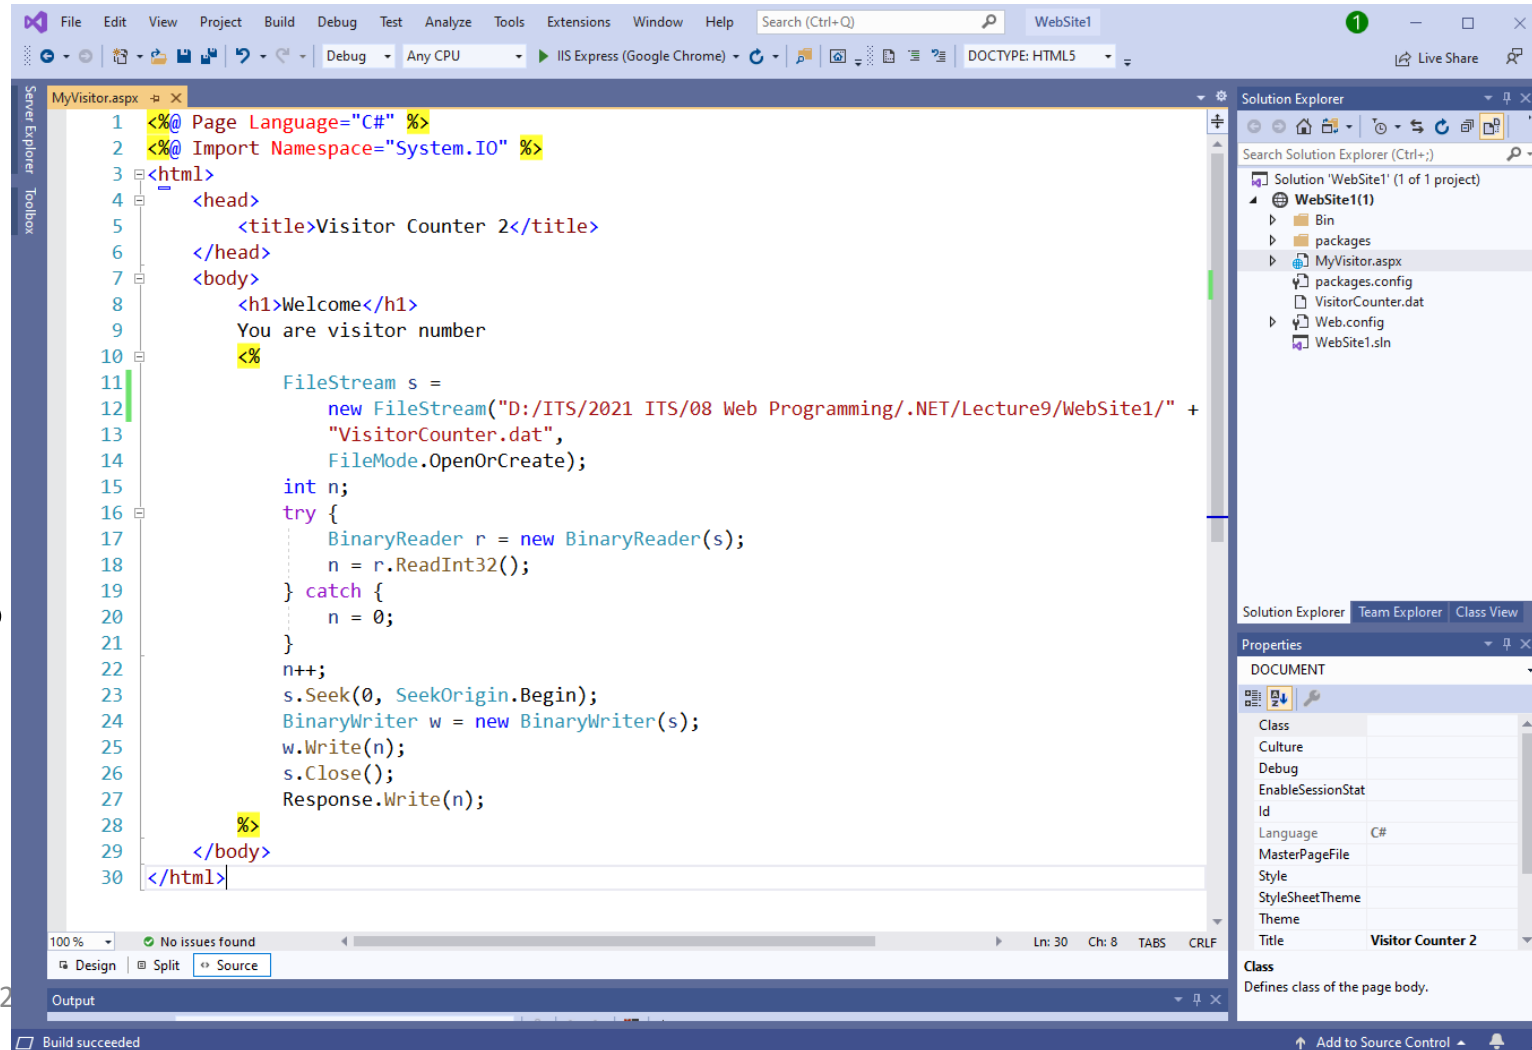 File Edit View Project Build Debug Test Analyze Tools Extensions Window Help Search (Ctrl+Q) WebSite1 1
Debug Any CPU IIS Express (Google Chrome) DOCTYPE: HTML5 Live Share
Server Explorer
Toolbox
MyVisitor.aspx
1 <%@ Page Language="C#" %>
2 <%@ Import Namespace="System.IO" %>
3 <html>
4 <head>
5 <title>Visitor Counter 2</title>
6 </head>
7 <body>
8 <h1>Welcome</h1>
9 You are visitor number
10 <%
11 FileStream s =
12 new FileStream("D:/ITS/2021 ITS/08 Web Programming/.NET/Lecture9/WebSite1/" +
13 "VisitorCounter.dat",
14 FileMode.OpenOrCreate);
15 int n;
16 try {
17 BinaryReader r = new BinaryReader(s);
18 n = r.ReadInt32();
19 } catch {
20 n = 0;
21 }
22 n++;
23 s.Seek(0, SeekOrigin.Begin);
24 BinaryWriter w = new BinaryWriter(s);
25 w.Write(n);
26 s.Close();
27 Response.Write(n);
28 %>
29 </body>
30 </html>
100 % No issues found Ln: 30 Ch: 8 TABS CRLF
Design Split Source
Output
Build succeeded
Solution Explorer
Search Solution Explorer (Ctrl+;)
Solution 'WebSite1' (1 of 1 project)
WebSite1(1)
Bin
packages
MyVisitor.aspx
packages.config
VisitorCounter.dat
Web.config
WebSite1.sln
Solution Explorer Team Explorer Class View
Properties
DOCUMENT
Class
Culture
Debug
EnableSessionStat
Id
Language C#
MasterPageFile
Style
StyleSheetTheme
Theme
Title Visitor Counter 2
Class
Defines class of the page body.
Add to Source Control
2